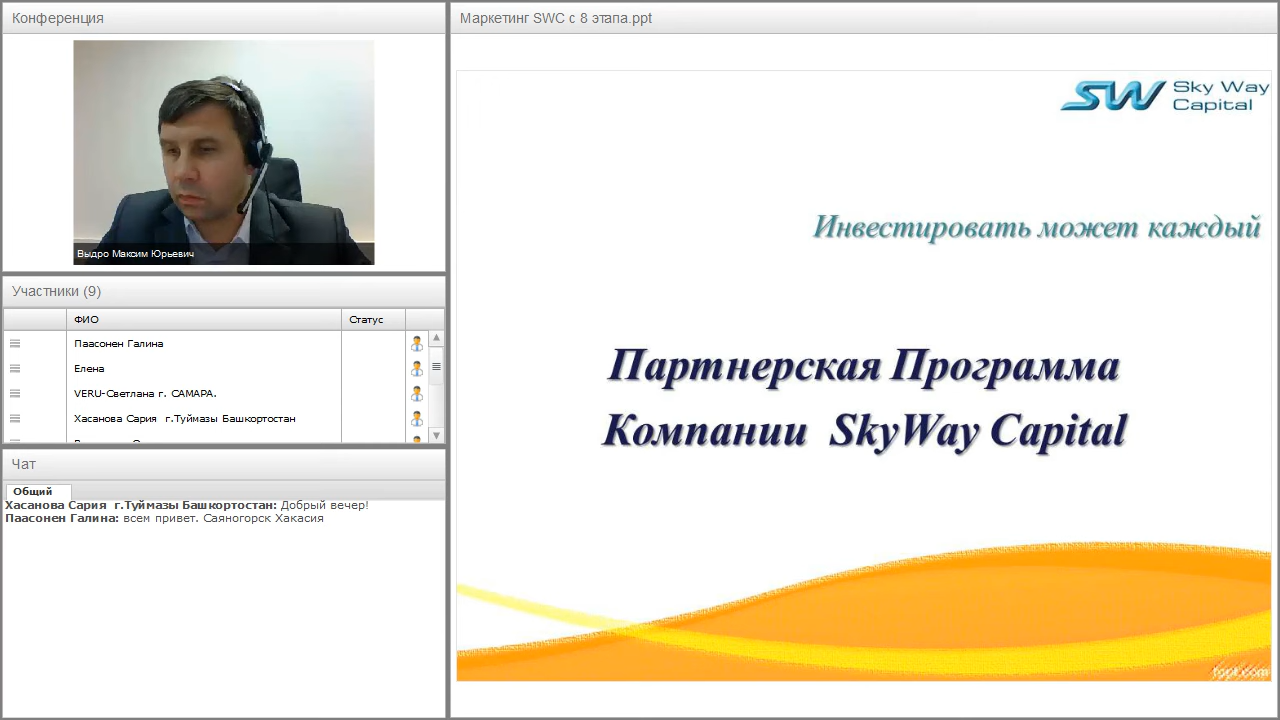 Конференция
Выдро Максим Юрьевич
Участники (9)
ФИО
Статус
Паасонен Галина
Елена
VERU-Светлана г. САМАРА.
Хасанова Сария г.Туймазы Башкортостан
Чат
Общий
Хасанова Сария г.Туймазы Башкортостан: Добрый вечер!
Паасонен Галина: всем привет. Саяногорск Хакасия
Маркетинг SWC с 8 этапа.ppt
SW Sky Way
Capital
Инвестировать может каждый
Партнерская Программа
Компании SkyWay Capital